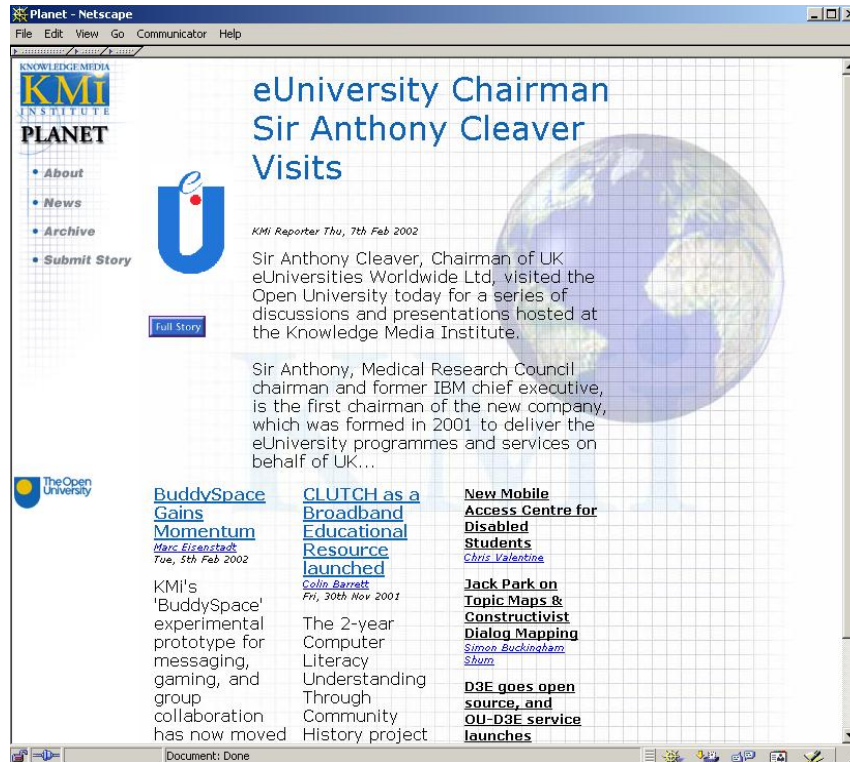 Planet - Netscape
File Edit View Go Communicator Help
KNOWLEDGE MEDIA
KMi
INSTITUTE
PLANET
About
News
Archive
Submit Story
eUniversity Chairman
Sir Anthony Cleaver
Visits
e
U
KMi Reporter Thu, 7th Feb 2002
Sir Anthony Cleaver, Chairman of UK
eUniversities Worldwide Ltd, visited the
Open University today for a series of
discussions and presentations hosted at
the Knowledge Media Institute.
Full Story
Sir Anthony, Medical Research Council
chairman and former IBM chief executive,
is the first chairman of the new company,
which was formed in 2001 to deliver the
eUniversity programmes and services on
behalf of UK...
KMi
The Open
University
BuddySpace
Gains
Momentum
Marc Eisenstadt
Tue, 5th Feb 2002
KMi's
'BuddySpace'
experimental
prototype for
messaging,
gaming, and
group
collaboration
has now moved
CLUTCH as a
Broadband
Educational
Resource
launched
Colin Barrett
Fri, 30th Nov 2001
The 2-year
Computer
Literacy
Understanding
Through
Community
History project
New Mobile
Access Centre for
Disabled
Students
Chris Valentine
Jack Park on
Topic Maps &
Constructivist
Dialog Mapping
Simon Buckingham
Shum
D3E goes open
source, and
OU-D3E service
launches
Document: Done